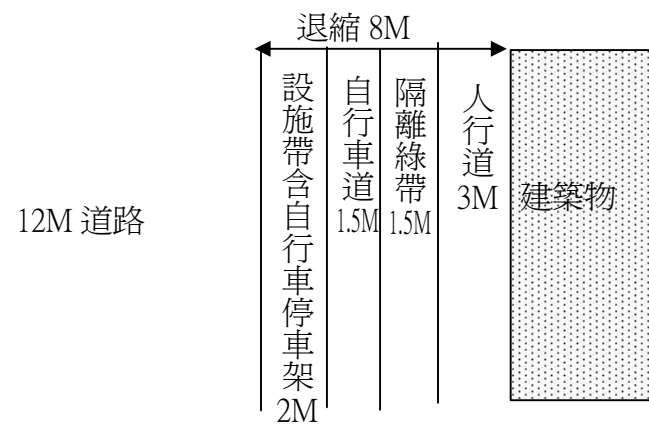 退縮 8M
12M 道路
設施帶含自行車停車架
2M
自行車道
1.5M
隔離綠帶
1.5M
人行道
3M
建築物